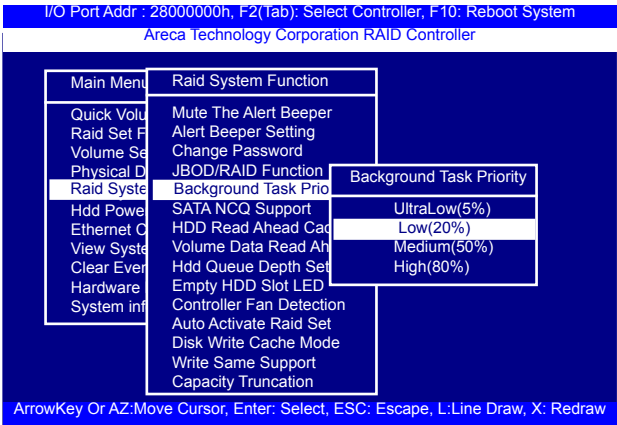 I/O Port Addr : 28000000h, F2(Tab): Select Controller, F10: Reboot System
Areca Technology Corporation RAID Controller
Main Menu
Quick Volu
Raid Set F
Volume Se
Physical D
Raid Syste
Hdd Powe
Ethernet C
View Syste
Clear Even
Hardware
System inf
Raid System Function
Mute The Alert Beeper
Alert Beeper Setting
Change Password
JBOD/RAID Function
Background Task Prio
SATA NCQ Support
HDD Read Ahead Cac
Volume Data Read Ah
Hdd Queue Depth Set
Empty HDD Slot LED
Controller Fan Detection
Auto Activate Raid Set
Disk Write Cache Mode
Write Same Support
Capacity Truncation
Background Task Priority
UltraLow(5%)
Low(20%)
Medium(50%)
High(80%)
ArrowKey Or AZ:Move Cursor, Enter: Select, ESC: Escape, L:Line Draw, X: Redraw